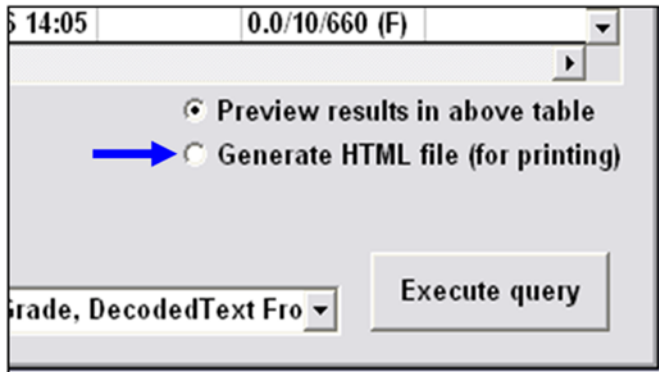 6 14:05 0.0/10/660 (F)
Preview results in above table
Generate HTML file (for printing)
Execute query
Grade, DecodedText Fro